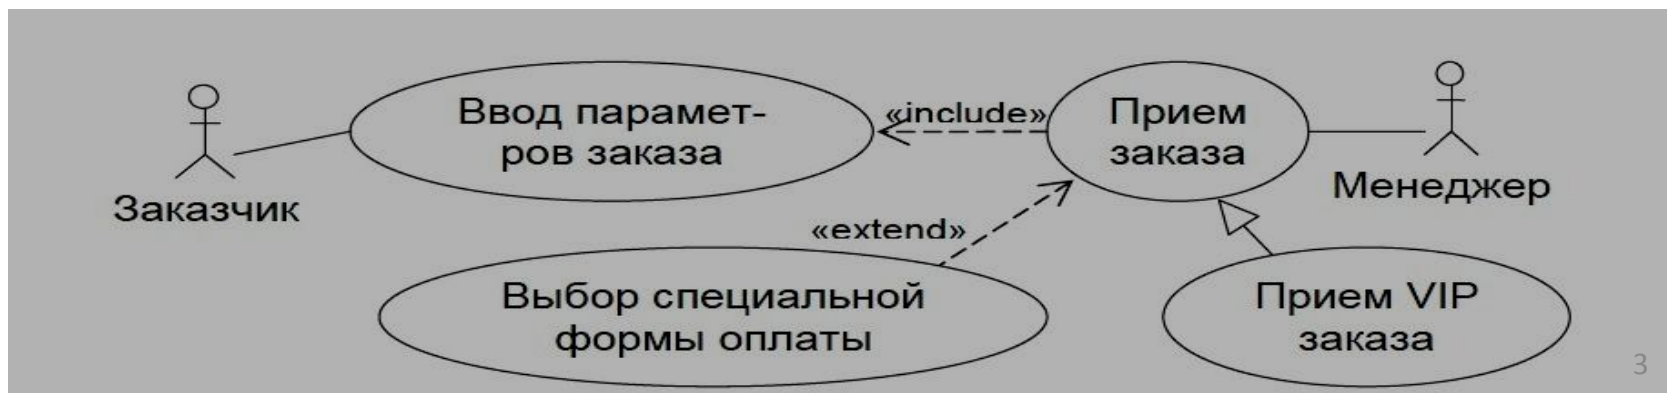 Ввод парамет-
ров заказа
«include»
Прием
заказа
Заказчик
Менеджер
«extend»
Выбор специальной
формы оплаты
Прием VIP
заказа
3